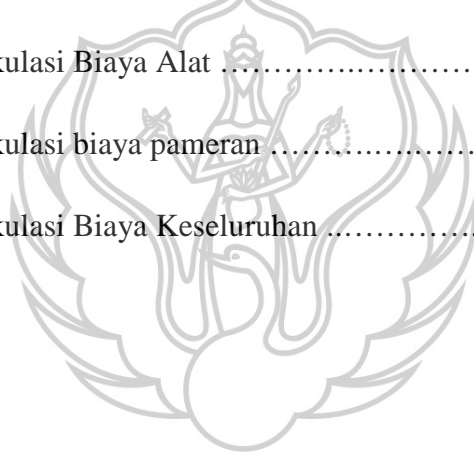 kulasi Biaya Alat ……………………
kulasi biaya pameran …………………
kulasi Biaya Keseluruhan ..……………